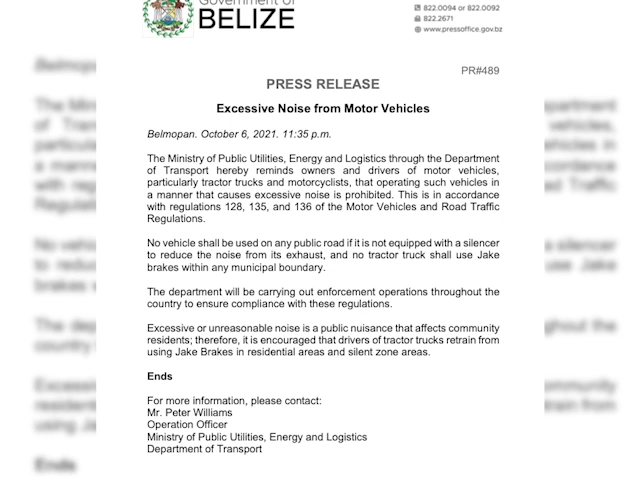 Government of
BELIZE
822.0094 or 822.0092
822.2671
www.pressoffice.gov.bz
PR#489
PRESS RELEASE
Excessive Noise from Motor Vehicles
Belmopan. October 6, 2021. 11:35 p.m.
The Ministry of Public Utilities, Energy and Logistics through the Department
of Transport hereby reminds owners and drivers of motor vehicles,
particularly tractor trucks and motorcyclists, that operating such vehicles in
a manner that causes excessive noise is prohibited. This is in accordance
with regulations 128, 135, and 136 of the Motor Vehicles and Road Traffic
Regulations.
No vehicle shall be used on any public road if it is not equipped with a silencer
to reduce the noise from its exhaust, and no tractor truck shall use Jake
brakes within any municipal boundary.
The department will be carrying out enforcement operations throughout the
country to ensure compliance with these regulations.
Excessive or unreasonable noise is a public nuisance that affects community
residents; therefore, it is encouraged that drivers of tractor trucks retrain from
using Jake Brakes in residential areas and silent zone areas.
Ends
For more information, please contact:
Mr. Peter Williams
Operation Officer
Ministry of Public Utilities, Energy and Logistics
Department of Transport